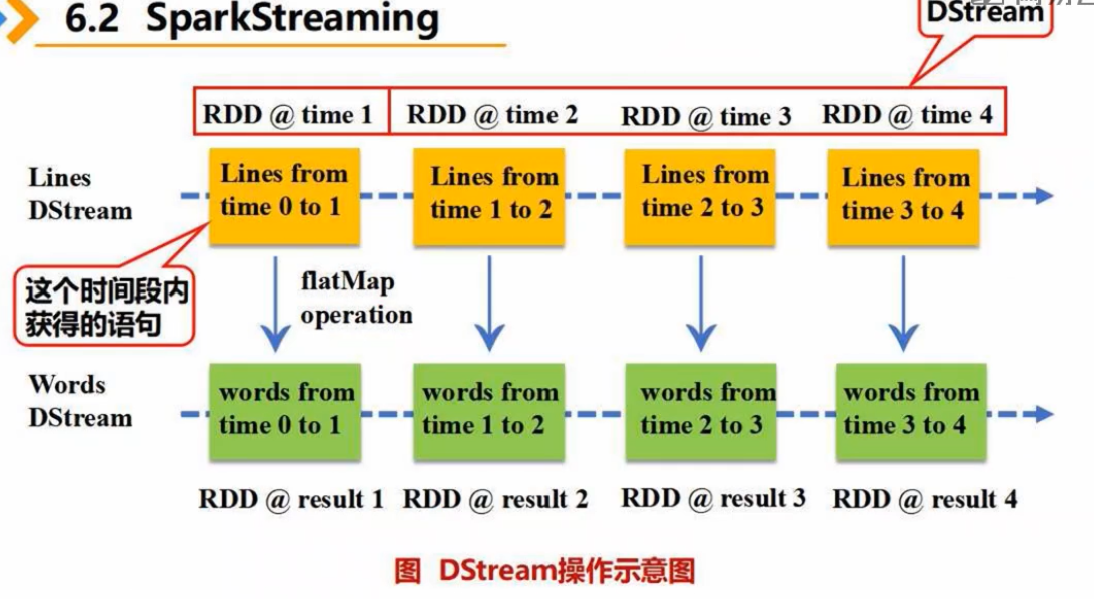 6.2 SparkStreaming
DStream
RDD @ time 1
RDD @ time 2
RDD @ time 3
RDD @ time 4
Lines
DStream
Lines from
time 0 to 1
Lines from
time 1 to 2
Lines from
time 2 to 3
Lines from
time 3 to 4
这个时间段内
获得的语句
flatMap
operation
Words
DStream
words from
time 0 to 1
words from
time 1 to 2
words from
time 2 to 3
words from
time 3 to 4
RDD @ result 1
RDD @ result 2
RDD @ result 3
RDD @ result 4
图 DStream操作示意图